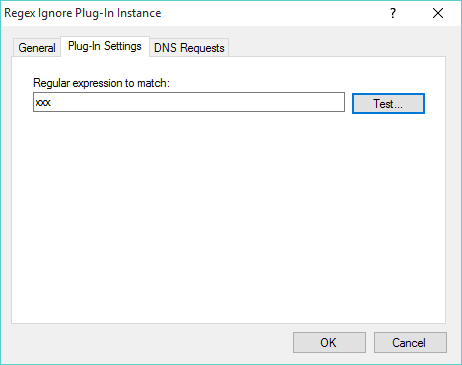 Regex Ignore Plug-In Instance
?
General
Plug-In Settings
DNS Requests
Regular expression to match:
xxx
Test...
OK
Cancel